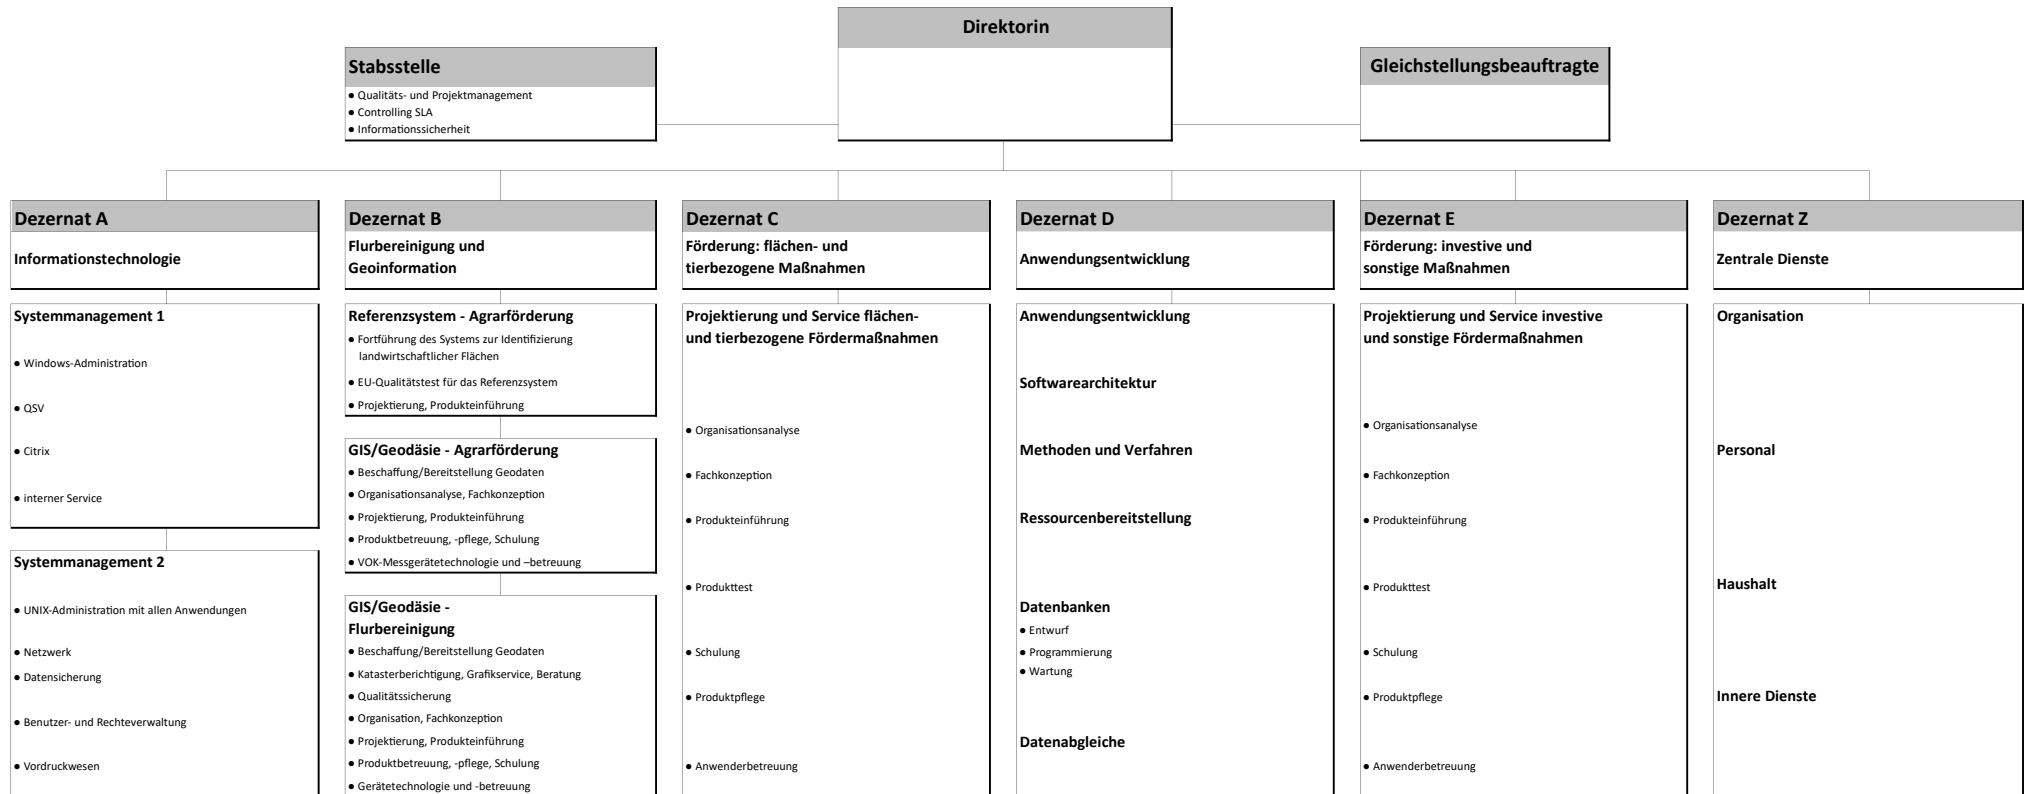 Direktorin
Stabsstelle
● Qualitäts- und Projektmanagement
● Controlling SLA
● Informationssicherheit
Gleichstellungsbeauftragte
Dezernat A
Informationstechnologie
Systemmanagement 1
● Windows-Administration
● QSV
● Citrix
● interner Service
Systemmanagement 2
● UNIX-Administration mit allen Anwendungen
● Netzwerk
● Datensicherung
● Benutzer- und Rechteverwaltung
● Vordruckwesen
Dezernat B
Flurbereinigung und
Geoinformation
Referenzsystem - Agrarförderung
● Fortführung des Systems zur Identifizierung
landwirtschaftlicher Flächen
● EU-Qualitätstest für das Referenzsystem
● Projektierung, Produkteinführung
GIS/Geodäsie - Agrarförderung
● Beschaffung/Bereitstellung Geodaten
● Organisationsanalyse, Fachkonzeption
● Projektierung, Produkteinführung
● Produktbetreuung, -pflege, Schulung
● VOK-Messgerätetechnologie und –betreuung
GIS/Geodäsie -
Flurbereinigung
● Beschaffung/Bereitstellung Geodaten
● Katasterberichtigung, Grafikservice, Beratung
● Qualitätssicherung
● Organisation, Fachkonzeption
● Projektierung, Produkteinführung
● Produktbetreuung, -pflege, Schulung
● Gerätetechnologie und -betreuung
Dezernat C
Förderung: flächen- und
tierbezogene Maßnahmen
Projektierung und Service flächen-
und tierbezogene Fördermaßnahmen
● Organisationsanalyse
● Fachkonzeption
● Produkteinführung
● Produkttest
● Schulung
● Produktpflege
● Anwenderbetreuung
Dezernat D
Anwendungsentwicklung
Anwendungsentwicklung
Softwarearchitektur
Methoden und Verfahren
Ressourcenbereitstellung
Datenbanken
● Entwurf
● Programmierung
● Wartung
Datenabgleiche
Dezernat E
Förderung: investive und
sonstige Maßnahmen
Projektierung und Service investive
und sonstige Fördermaßnahmen
● Organisationsanalyse
● Fachkonzeption
● Produkteinführung
● Produkttest
● Schulung
● Produktpflege
● Anwenderbetreuung
Dezernat Z
Zentrale Dienste
Organisation
Personal
Haushalt
Innere Dienste